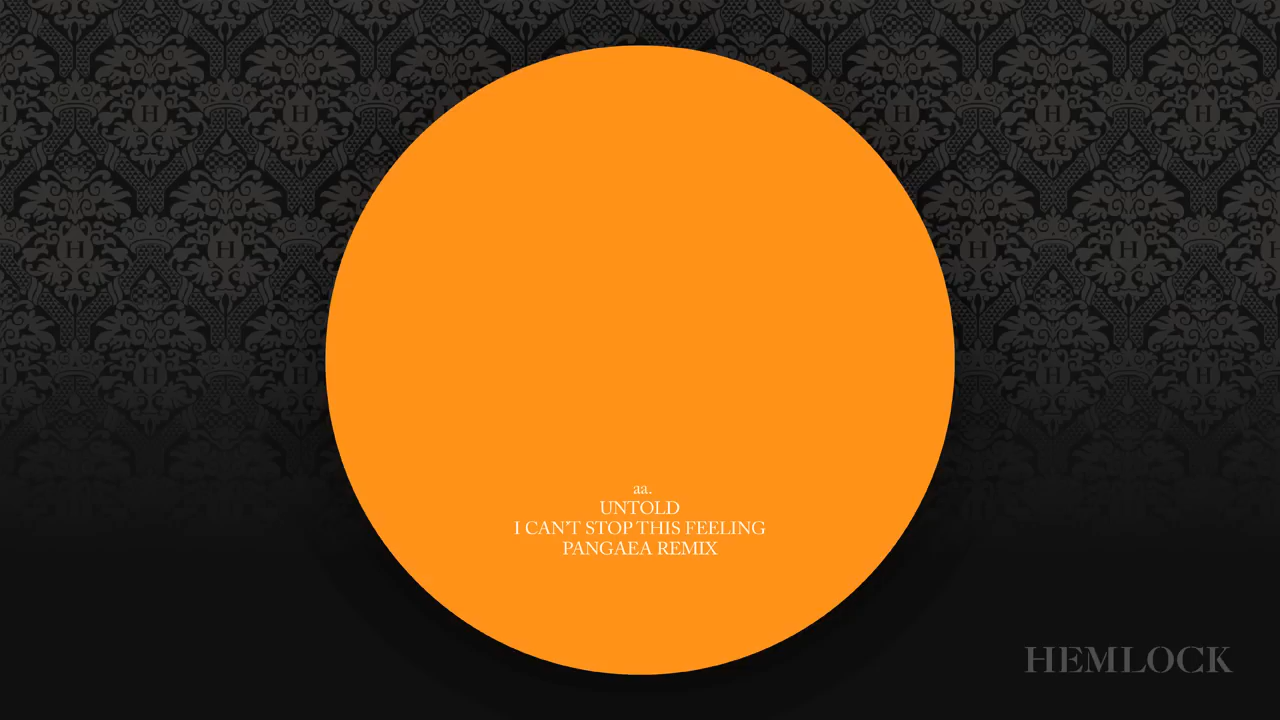 aa.
UNTOLD
I CAN'T STOP THIS FEELING
PANGAEA REMIX
HEMLOCK